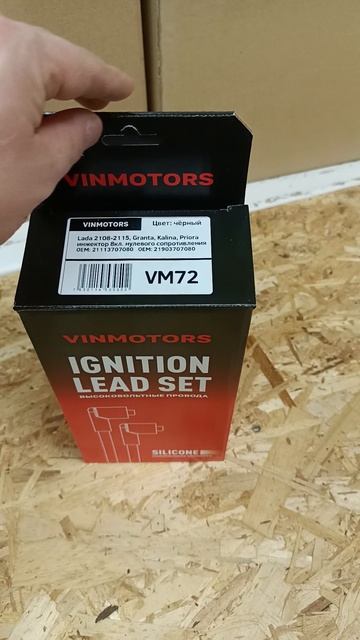 VINMOTORS
VINMOTORS Цвет: чёрный
Lada 2108-2115, Granta, Kalina, Priora
инжектор 8кл. нулевого сопротивления
OEM: 21113707080 OEM: 21903707080
VM72
VINMOTORS
IGNITION
LEAD SET
ВЫСОКОВОЛЬТНЫЕ ПРОВОДА
SILICONE